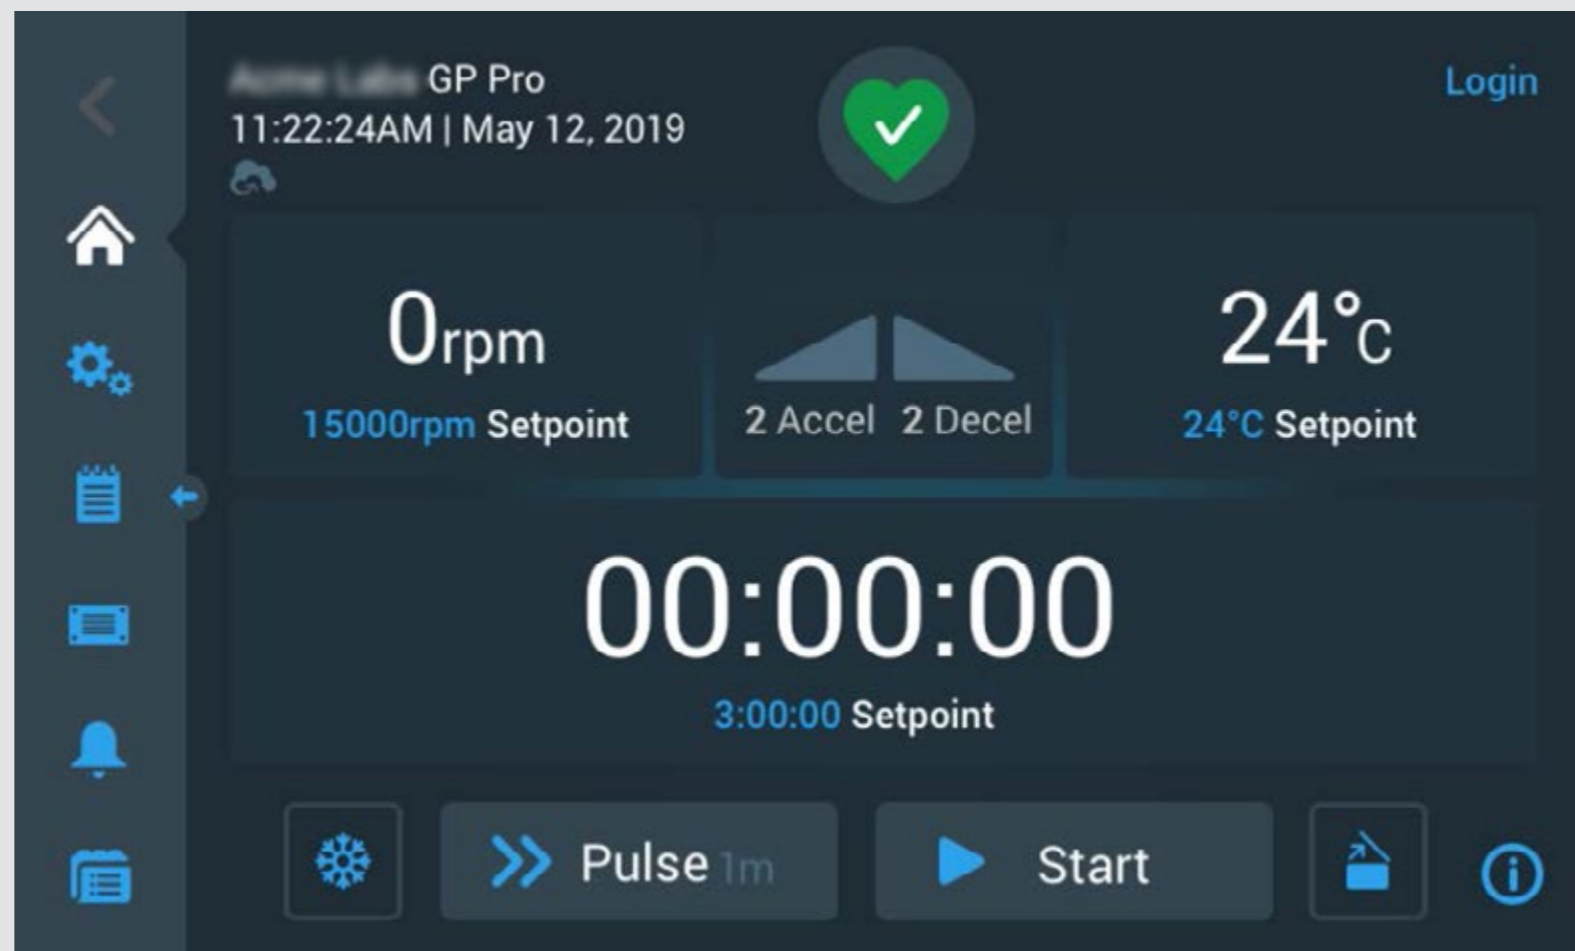 GP Pro
11:22:24AM | May 12, 2019
Login
0rpm
15000rpm Setpoint
2 Accel 2 Decel
24°C
24°C Setpoint
00:00:00
3:00:00 Setpoint
Pulse 1m
Start